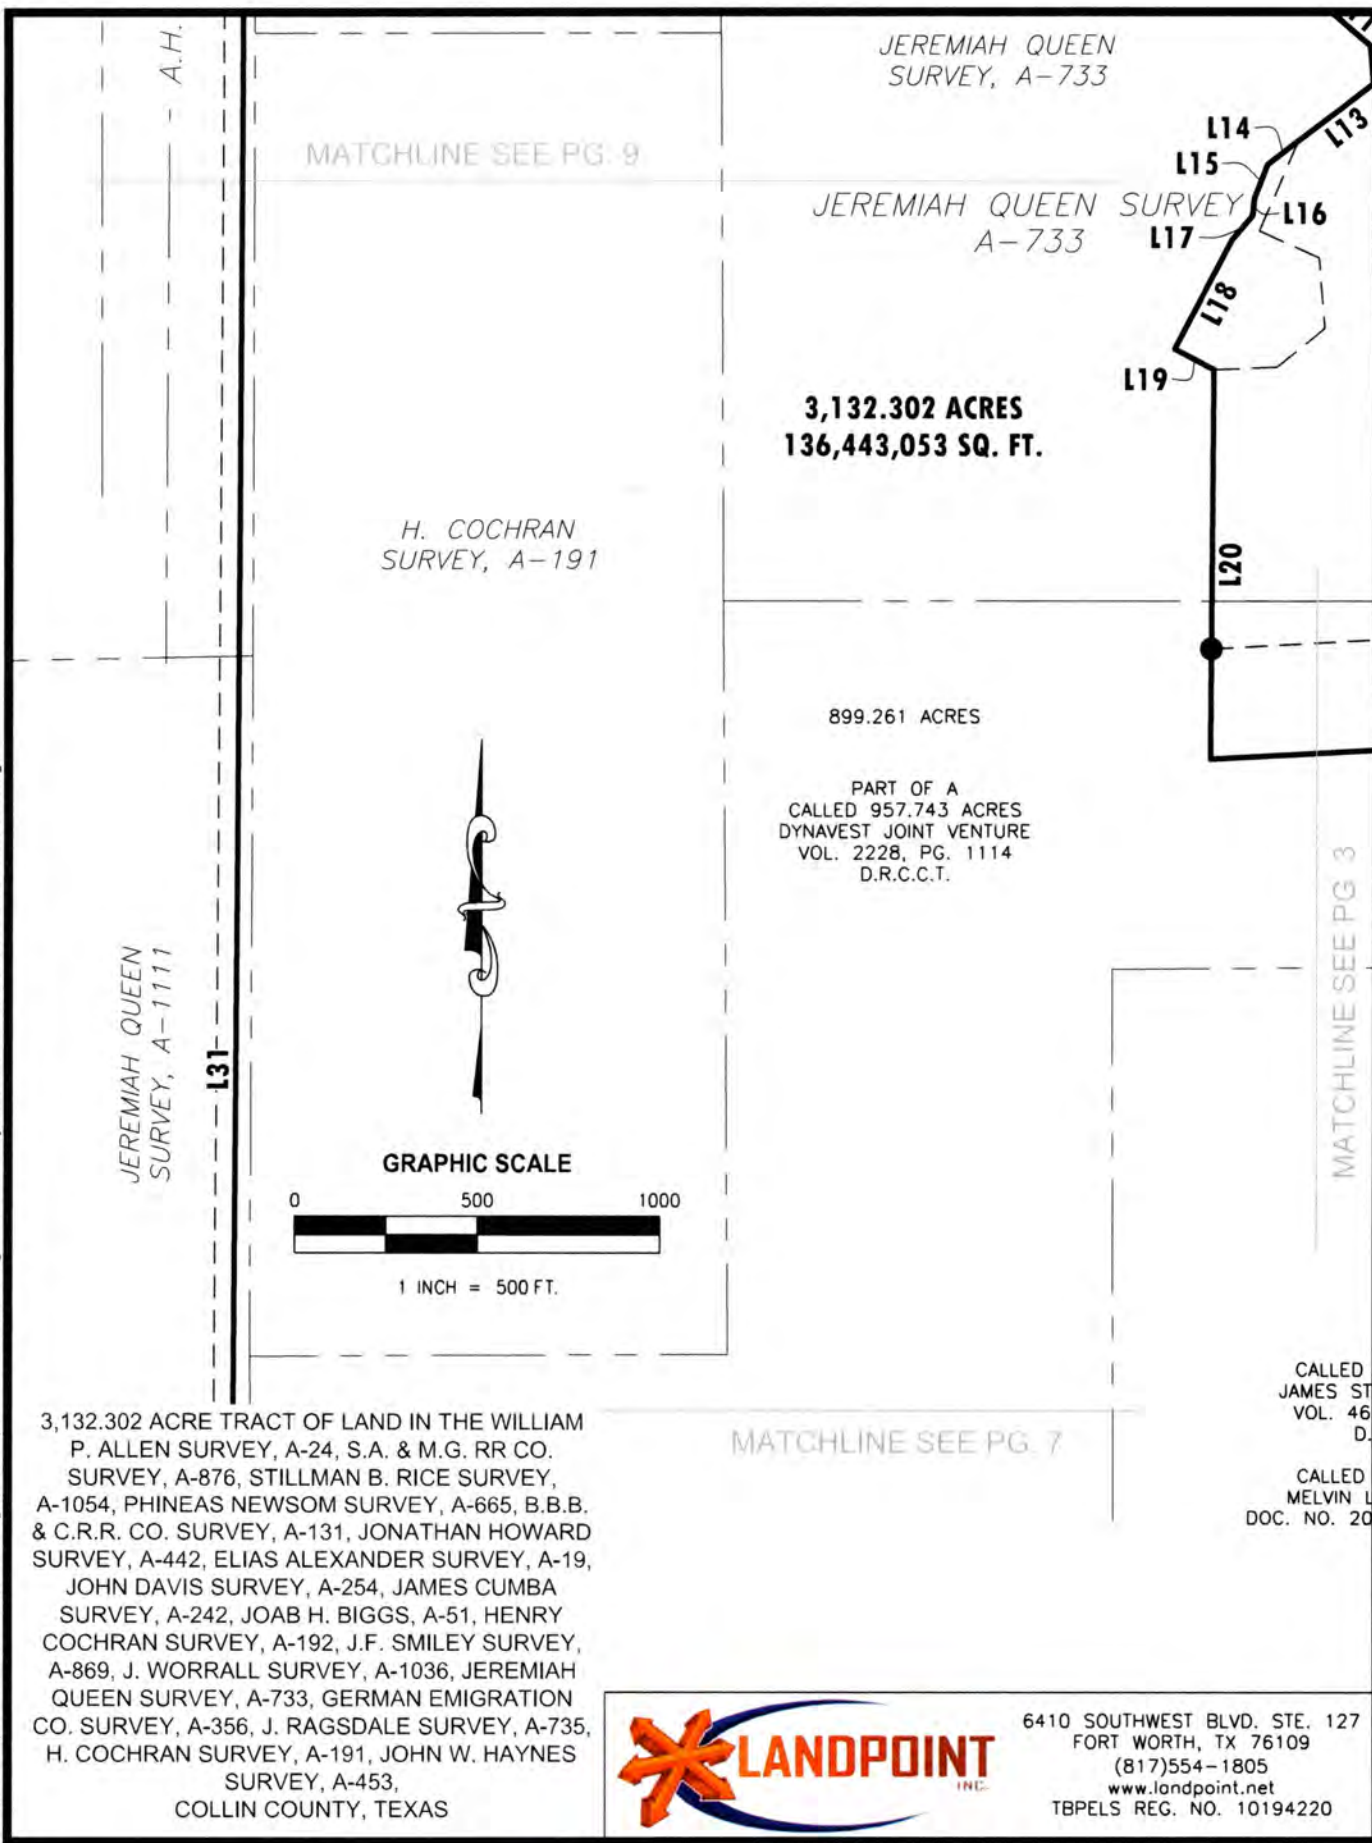 A.H.
JEREMIAH QUEEN
SURVEY, A-733
MATCHLINE SEE PG. 9
L13
L14
L15
JEREMIAH QUEEN SURVEY
A-733
L16
L17
L18
L19
3,132.302 ACRES
136,443,053 SQ. FT.
H. COCHRAN
SURVEY, A-191
L20
899.261 ACRES
PART OF A
CALLED 957.743 ACRES
DYNAVEST JOINT VENTURE
VOL. 2228, PG. 1114
D.R.C.C.T.
MATCHLINE SEE PG 3
JEREMIAH QUEEN
SURVEY, A-1111
L31
GRAPHIC SCALE
0 500 1000
1 INCH = 500 FT.
CALLED
JAMES ST
VOL. 46
D.
CALLED
MELVIN L
DOC. NO. 20
MATCHLINE SEE PG. 7
3,132.302 ACRE TRACT OF LAND IN THE WILLIAM
P. ALLEN SURVEY, A-24, S.A. & M.G. RR CO.
SURVEY, A-876, STILLMAN B. RICE SURVEY,
A-1054, PHINEAS NEWSOM SURVEY, A-665, B.B.B.
& C.R.R. CO. SURVEY, A-131, JONATHAN HOWARD
SURVEY, A-442, ELIAS ALEXANDER SURVEY, A-19,
JOHN DAVIS SURVEY, A-254, JAMES CUMBA
SURVEY, A-242, JOAB H. BIGGS, A-51, HENRY
COCHRAN SURVEY, A-192, J.F. SMILEY SURVEY,
A-869, J. WORRALL SURVEY, A-1036, JEREMIAH
QUEEN SURVEY, A-733, GERMAN EMIGRATION
CO. SURVEY, A-356, J. RAGSDALE SURVEY, A-735,
H. COCHRAN SURVEY, A-191, JOHN W. HAYNES
SURVEY, A-453,
COLLIN COUNTY, TEXAS
LANDPOINT
INC.
6410 SOUTHWEST BLVD. STE. 127
FORT WORTH, TX 76109
(817)554-1805
www.landpoint.net
TBPELS REG. NO. 10194220